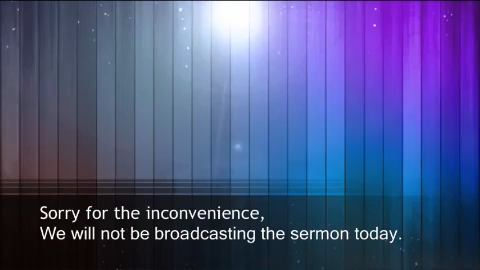 Sorry for the inconvenience,
We will not be broadcasting the sermon today.